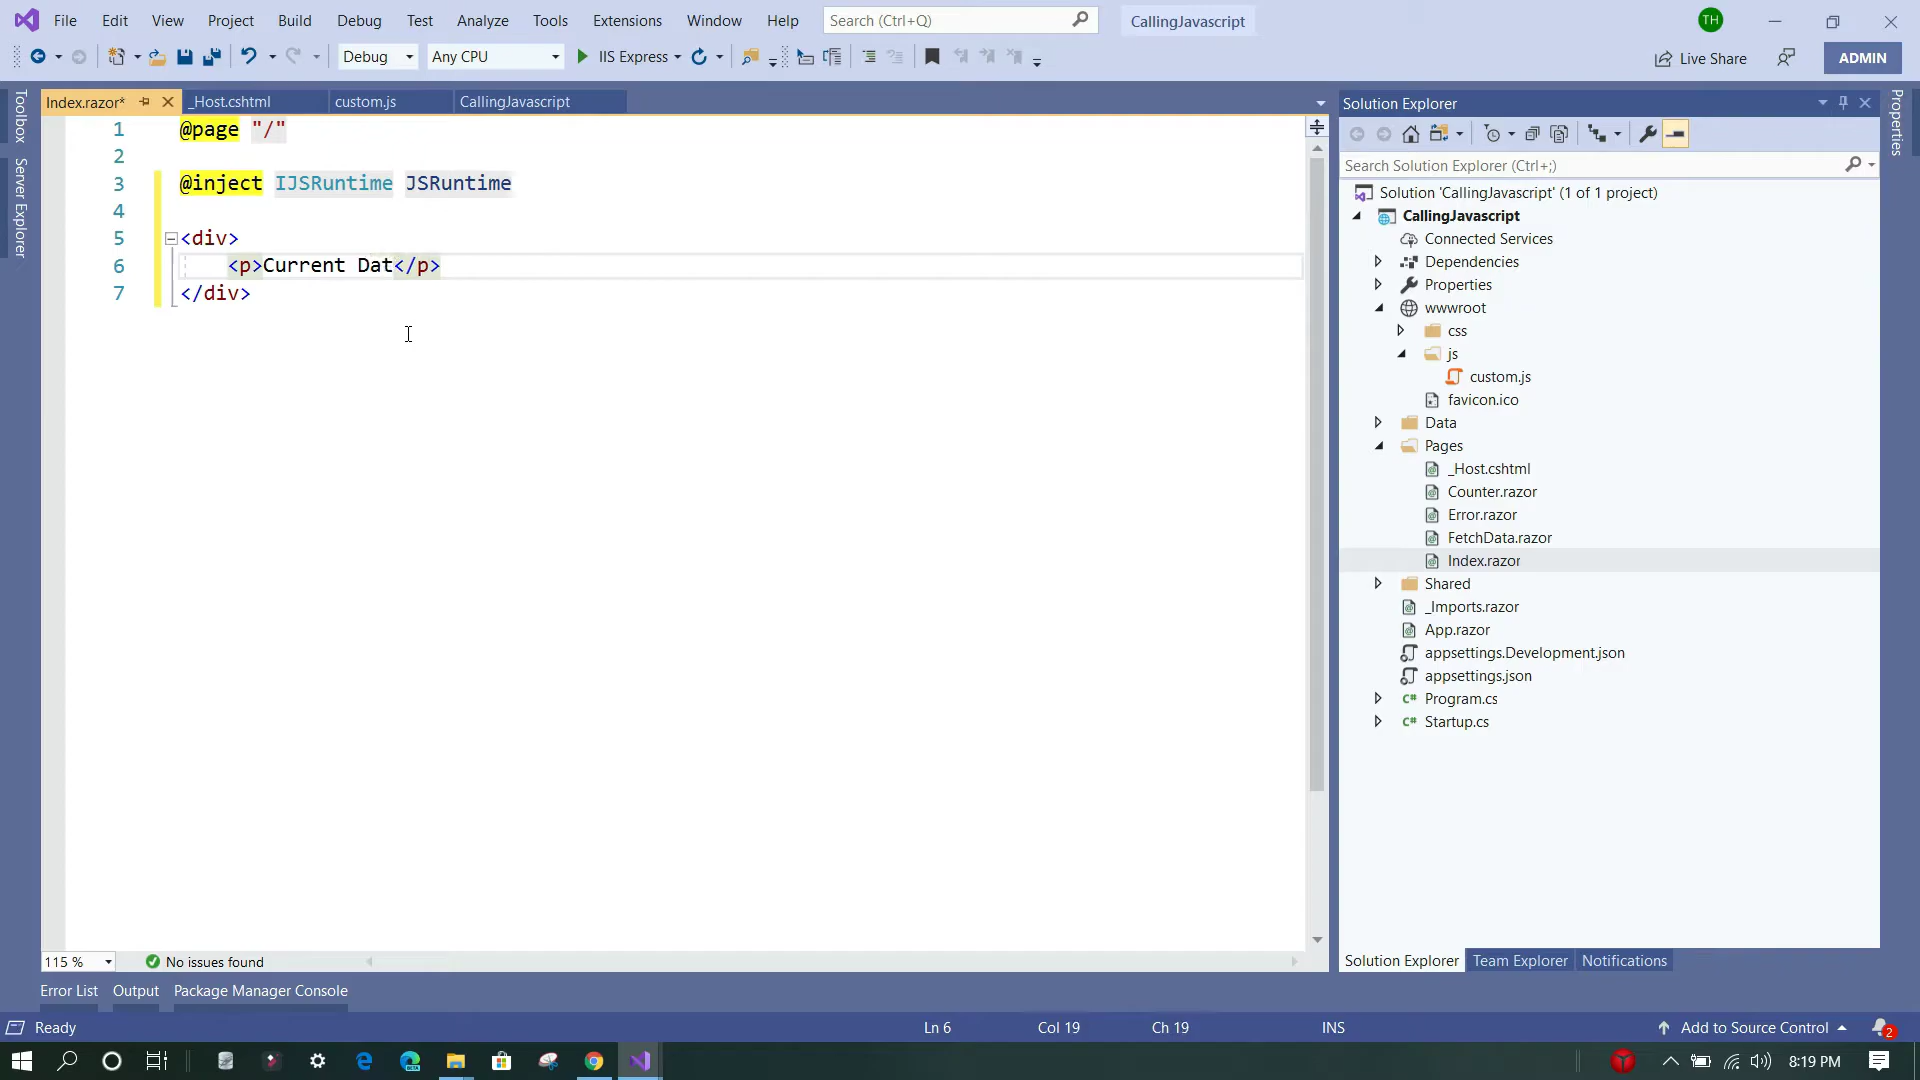 File Edit View Project Build Debug Test Analyze Tools Extensions Window Help Search (Ctrl+Q) CallingJavascript TH
Debug Any CPU IIS Express Live Share ADMIN
Index.razor* _Host.cshtml custom.js CallingJavascript
Toolbox
Server Explorer
1 @page "/"
2
3 @inject IJSRuntime JSRuntime
4
5 <div>
6 <p>Current Dat</p>
7 </div>
115 % No issues found
Solution Explorer
Search Solution Explorer (Ctrl+;)
Solution 'CallingJavascript' (1 of 1 project)
CallingJavascript
Connected Services
Dependencies
Properties
wwwroot
css
js
custom.js
favicon.ico
Data
Pages
_Host.cshtml
Counter.razor
Error.razor
FetchData.razor
Index.razor
Shared
_Imports.razor
App.razor
appsettings.Development.json
appsettings.json
C# Program.cs
C# Startup.cs
Solution Explorer Team Explorer Notifications
Properties
Error List Output Package Manager Console
Ready Ln 6 Col 19 Ch 19 INS Add to Source Control 2
BETA 8:19 PM